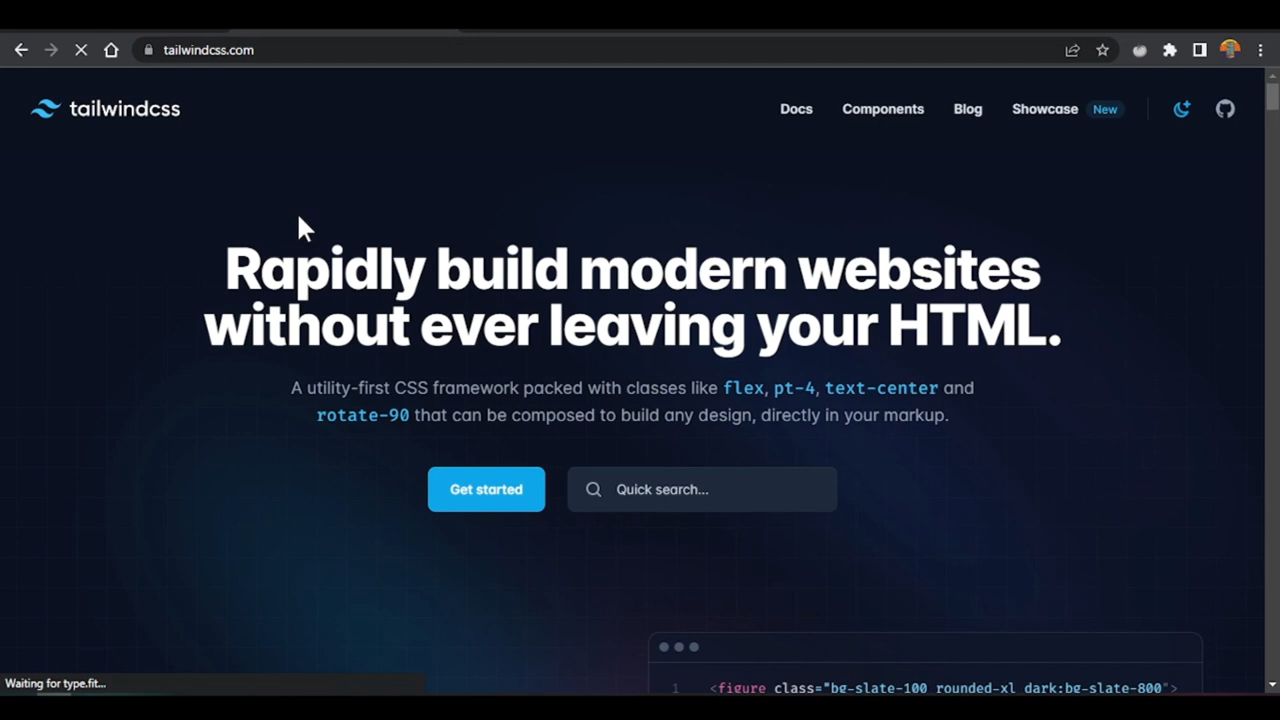 tailwindcss.com
tailwindcss
Docs Components Blog Showcase New
Rapidly build modern websites
without ever leaving your HTML.
A utility-first CSS framework packed with classes like flex, pt-4, text-center and
rotate-90 that can be composed to build any design, directly in your markup.
Get started Quick search...
1 <figure class="bg-slate-100 rounded-xl dark:bg-slate-800">
Waiting for type.fit...